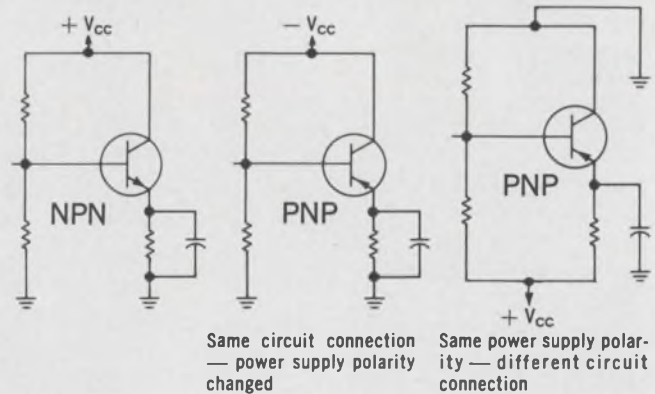 + Vcc
− Vcc
NPN
PNP
PNP
+ Vcc
Same circuit connection
— power supply polarity
changed
Same power supply polar-
ity — different circuit
connection